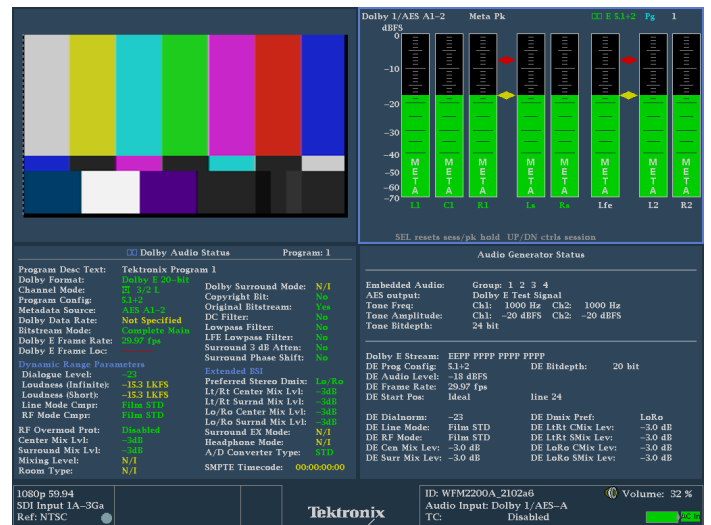 Dolby 1/AES A1-2 Meta Pk E 5.1+2 Pg 1
dBFS
0
-10
-20
-30
-40
-50
-60
-70
META META META META META META META META
L1 C1 R1 Ls Rs Lfe L2 R2
SEL resets sess/pk hold UP/DN ctrls session
Dolby Audio Status Program: 1
Program Desc Text: Tektronix Program 1
Dolby Format: Dolby E 20-bit
Channel Mode: 3/2 L
Program Config: 5.1+2
Metadata Source: AES A1-2
Dolby Data Rate: Not Specified
Bitstream Mode: Complete Main
Dolby E Frame Rate: 29.97 fps
Dolby E Frame Loc:
Dynamic Range Parameters
Dialogue Level: -23
Loudness (Infinite): -15.3 LKFS
Loudness (Short): -15.3 LKFS
Line Mode Cmpr: Film STD
RF Mode Cmpr: Film STD
RF Overmod Prot: Disabled
Center Mix Lvl: -3dB
Surround Mix Lvl: -3dB
Mixing Level: N/I
Room Type: N/I
Dolby Surround Mode: N/I
Copyright Bit: No
Original Bitstream: Yes
DC Filter: No
Lowpass Filter: No
LFE Lowpass Filter: No
Surround 3 dB Atten: No
Surround Phase Shift: No
Extended BSI
Preferred Stereo Dmix: Lo/Ro
Lt/Rt Center Mix Lvl: -3dB
Lt/Rt Surrnd Mix Lvl: -3dB
Lo/Ro Center Mix Lvl: -3dB
Lo/Ro Surrnd Mix Lvl: -3dB
Surround EX Mode: N/I
Headphone Mode: N/I
A/D Converter Type: STD
SMPTE Timecode: 00:00:00:00
Audio Generator Status
Embedded Audio: Group: 1 2 3 4
AES output: Dolby E Test Signal
Tone Freq: Ch1: 1000 Hz Ch2: 1000 Hz
Tone Amplitude: Ch1: -20 dBFS Ch2: -20 dBFS
Tone Bitdepth: 24 bit
Dolby E Stream: EEPP PPPP PPPP PPPP
DE Prog Config: 5.1+2 DE Bitdepth: 20 bit
DE Audio Level: -18 dBFS
DE Frame Rate: 29.97 fps
DE Start Pos: Ideal line 24
DE Dialnorm: -23 DE Dmix Pref: LoRo
DE Line Mode: Film STD DE LtRt CMix Lev: -3.0 dB
DE RF Mode: Film STD DE LtRt SMix Lev: -3.0 dB
DE Cen Mix Lev: -3.0 dB DE LoRo CMix Lev: -3.0 dB
DE Surr Mix Lev: -3.0 dB DE LoRo SMix Lev: -3.0 dB
1080p 59.94
SDI Input 1A-3Ga
Ref: NTSC
Tektronix
ID: WFM2200A_2102a6 Volume: 32 %
Audio Input: Dolby 1/AES-A
TC: Disabled
AC In